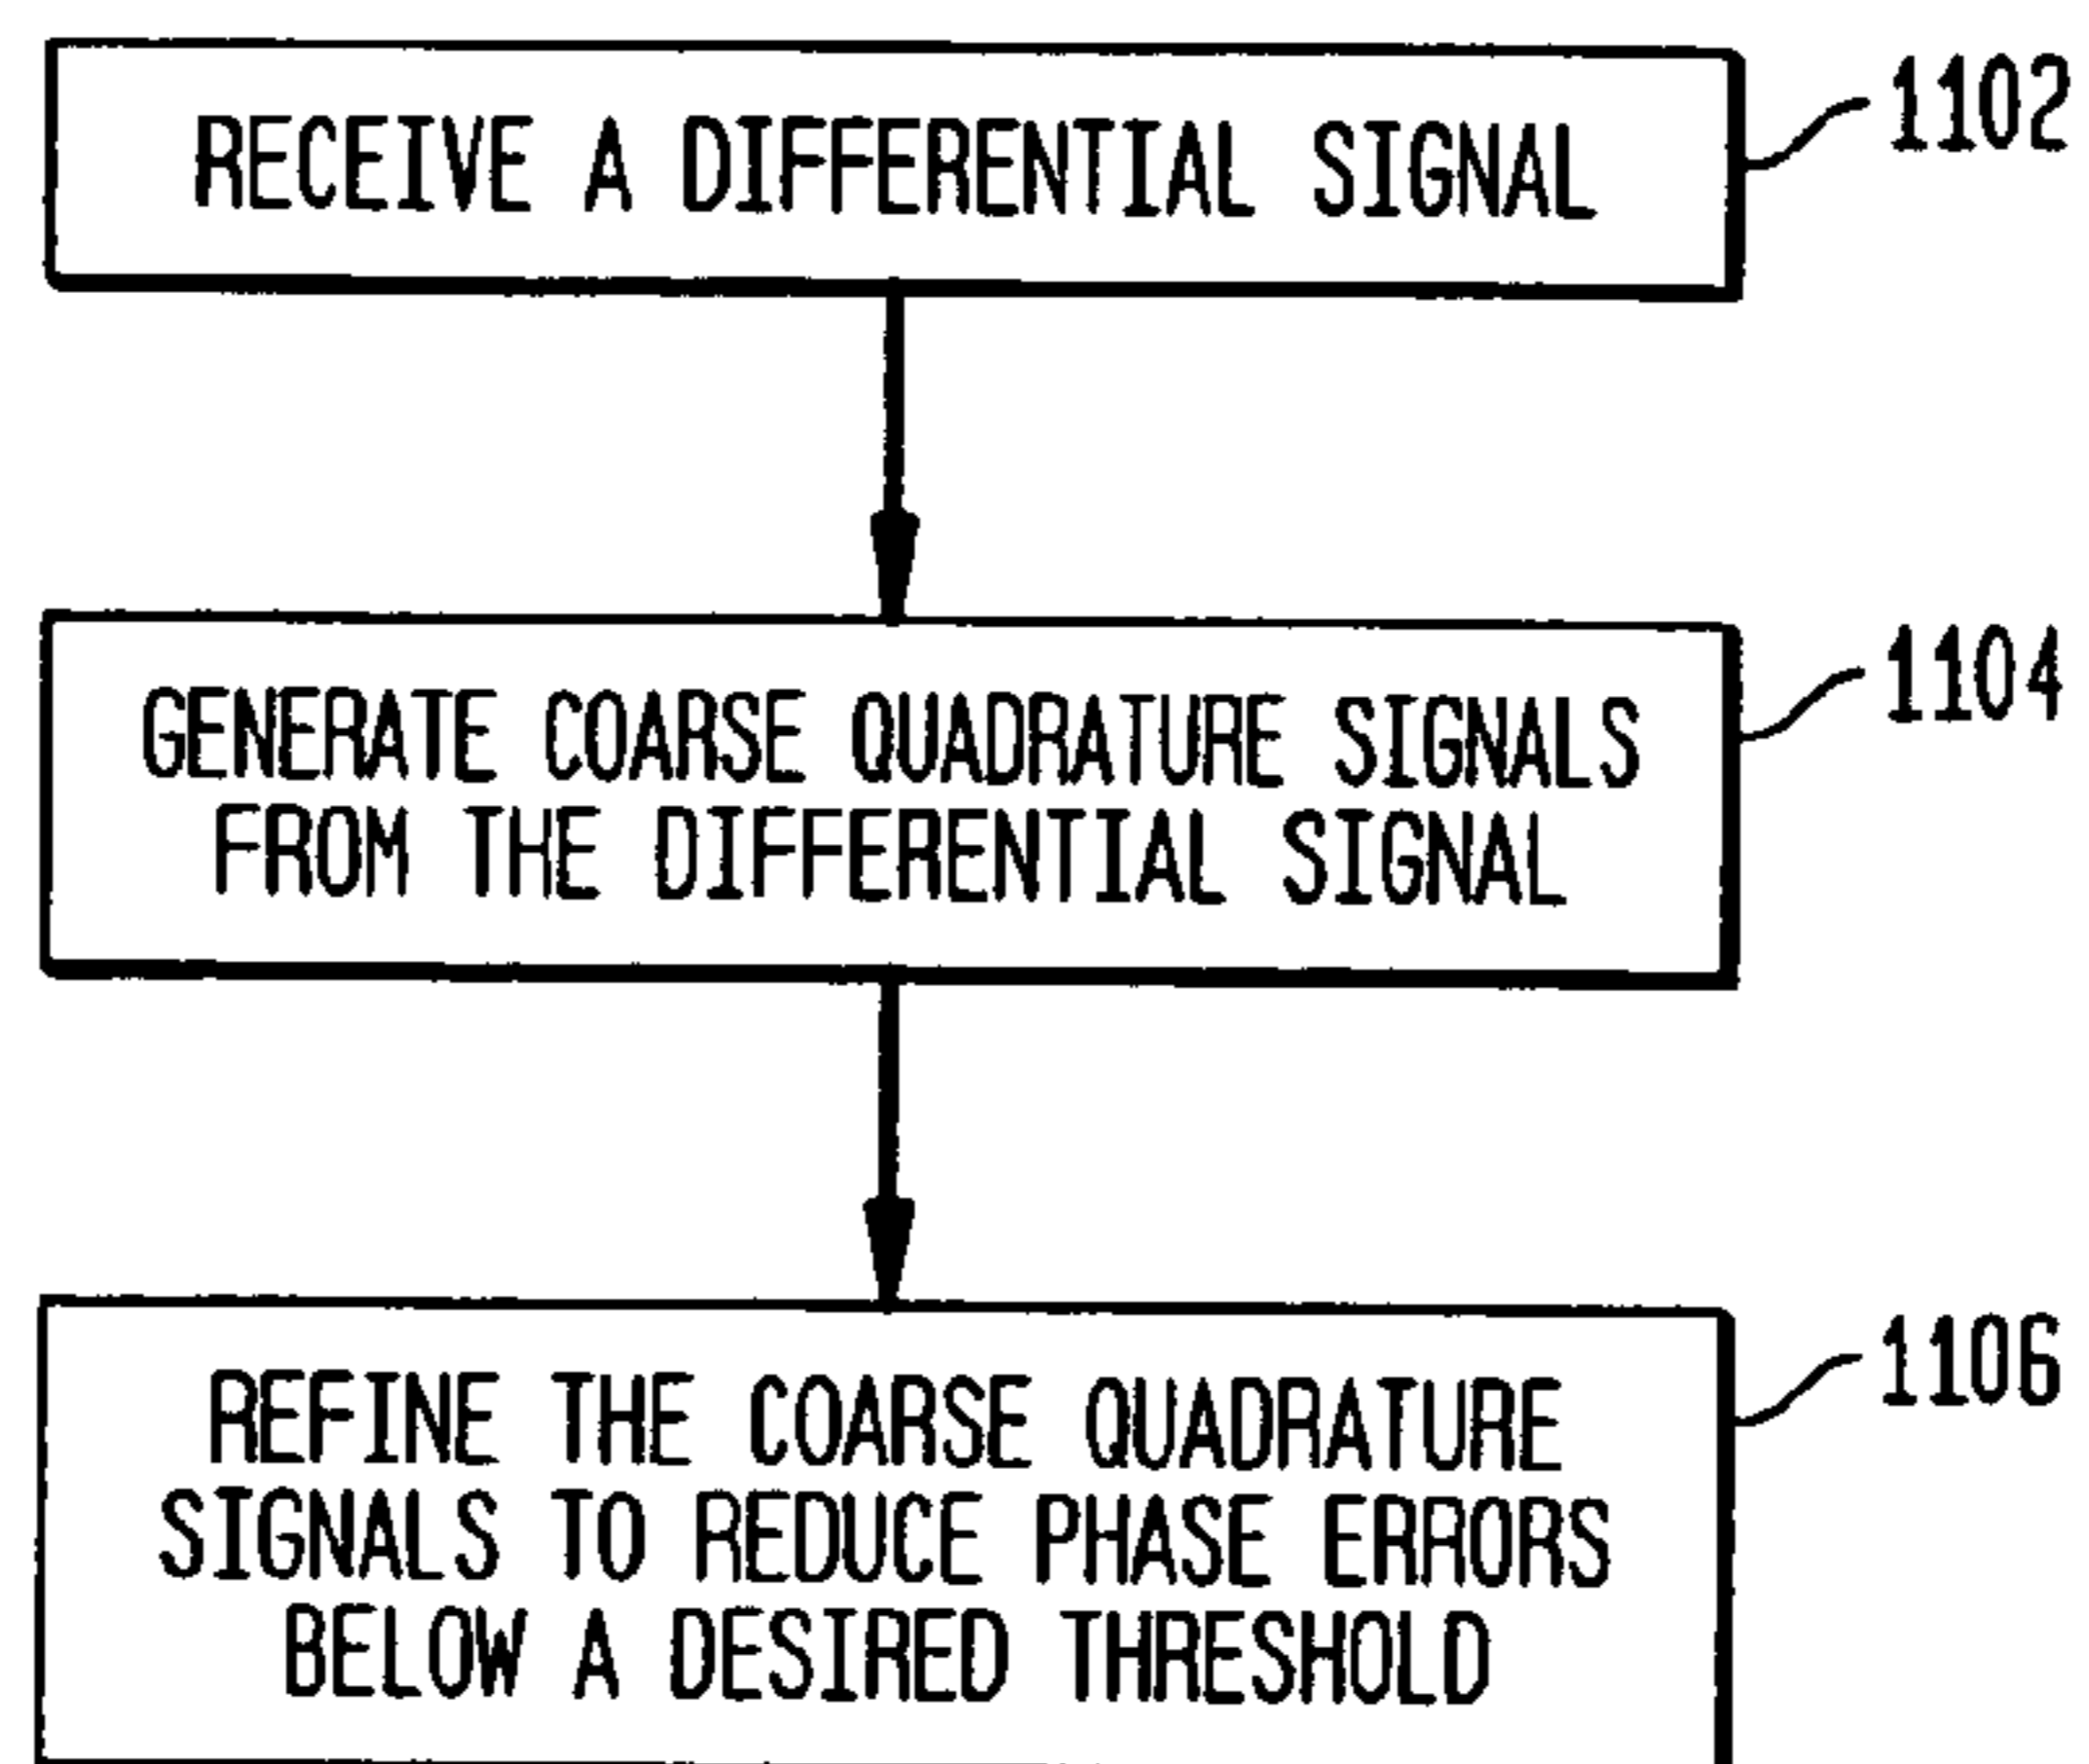 RECEIVE A DIFFERENTIAL SIGNAL
1102
GENERATE COARSE QUADRATURE SIGNALS
FROM THE DIFFERENTIAL SIGNAL
1104
REFINE THE COARSE QUADRATURE
SIGNALS TO REDUCE PHASE ERRORS
BELOW A DESIRED THRESHOLD
1106